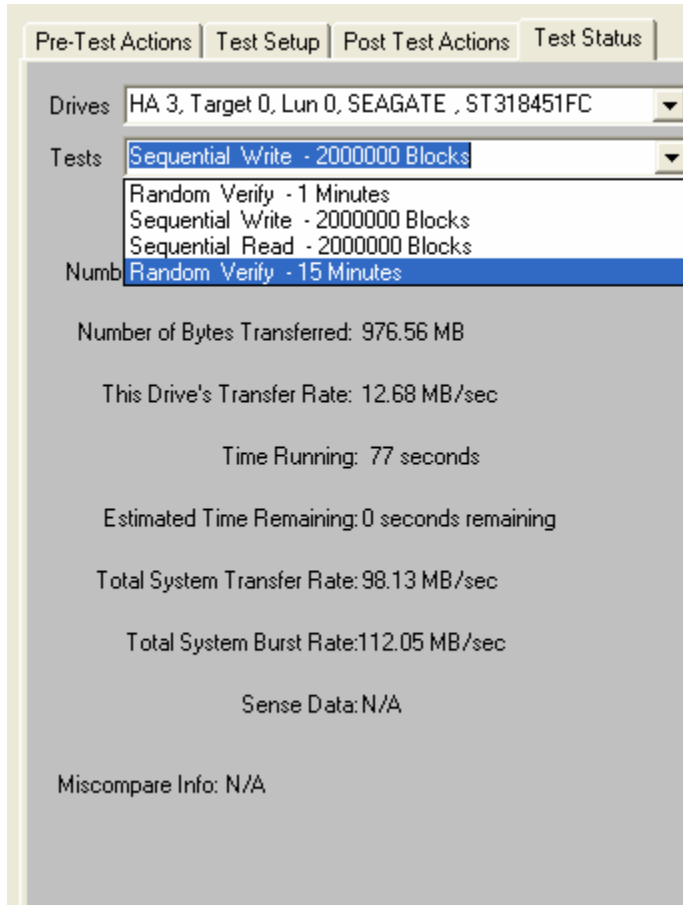 Pre-Test Actions Test Setup Post Test Actions Test Status
Drives HA 3, Target 0, Lun 0, SEAGATE , ST318451FC
Tests Sequential Write - 2000000 Blocks
Random Verify - 1 Minutes
Sequential Write - 2000000 Blocks
Sequential Read - 2000000 Blocks
Numb Random Verify - 15 Minutes
Number of Bytes Transferred: 976.56 MB
This Drive's Transfer Rate: 12.68 MB/sec
Time Running: 77 seconds
Estimated Time Remaining: 0 seconds remaining
Total System Transfer Rate: 98.13 MB/sec
Total System Burst Rate: 112.05 MB/sec
Sense Data: N/A
Miscompare Info: N/A